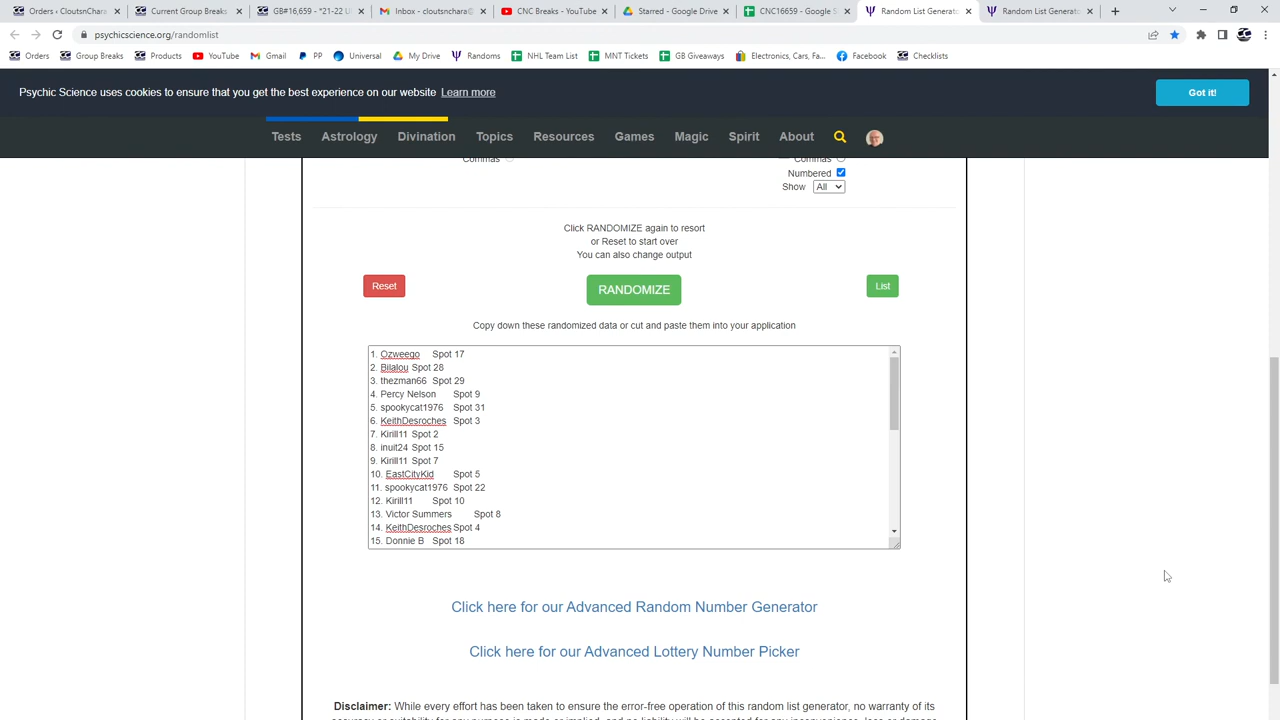 Orders / CloutsnChara
Current Group Breaks
GB#16,659 - *21-22 U
Inbox - cloutsnchara@
CNC Breaks - YouTube
Starred - Google Drive
CNC16659 - Google S
Random List Generato
Random List Generato
psychicscience.org/randomlist
Orders
Group Breaks
Products
YouTube
Gmail
PP
Universal
My Drive
Randoms
NHL Team List
MNT Tickets
GB Giveaways
Electronics, Cars, Fa...
Facebook
Checklists
Psychic Science uses cookies to ensure that you get the best experience on our website Learn more
Got it!
Tests
Astrology
Divination
Topics
Resources
Games
Magic
Spirit
About
Commas
Commas
Numbered
Show All
Click RANDOMIZE again to resort
or Reset to start over
You can also change output
Reset
RANDOMIZE
List
Copy down these randomized data or cut and paste them into your application
1. Ozweego Spot 17
2. Bilalou Spot 28
3. thezman66 Spot 29
4. Percy Nelson Spot 9
5. spookycat1976 Spot 31
6. KeithDesroches Spot 3
7. Kirill11 Spot 2
8. inuit24 Spot 15
9. Kirill11 Spot 7
10. EastCityKid Spot 5
11. spookycat1976 Spot 22
12. Kirill11 Spot 10
13. Victor Summers Spot 8
14. KeithDesroches Spot 4
15. Donnie B Spot 18
Click here for our Advanced Random Number Generator
Click here for our Advanced Lottery Number Picker
Disclaimer: While every effort has been taken to ensure the error-free operation of this random list generator, no warranty of its